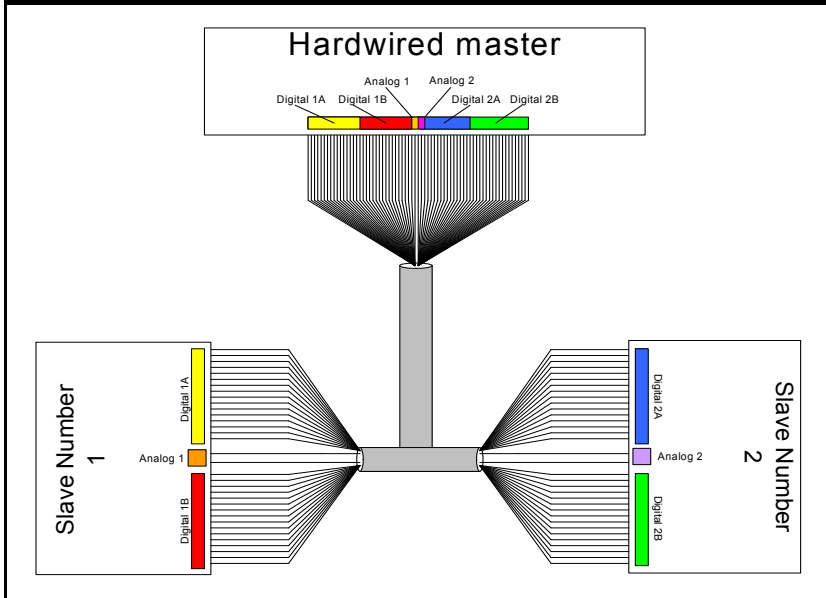 Hardwired master
Analog 1
Analog 2
Digital 1A
Digital 1B
Digital 2A
Digital 2B
Slave Number
1
Digital 1A
Analog 1
Digital 1B
Digital 2A
Analog 2
Digital 2B
Slave Number
2